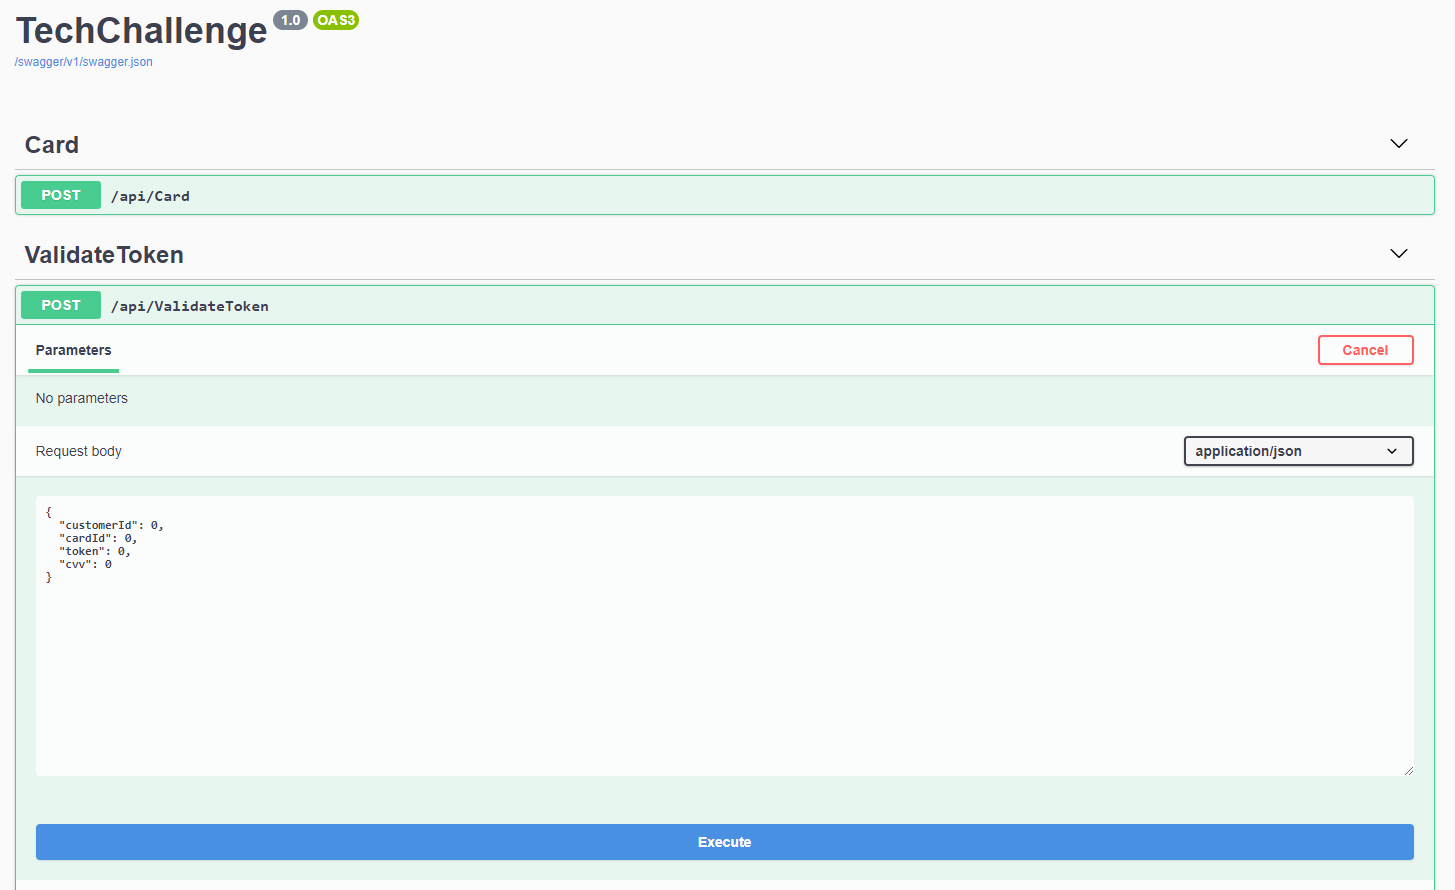 TechChallenge 1.0 OAS3
/swagger/v1/swagger.json
Card
POST /api/Card
ValidateToken
POST /api/ValidateToken
Parameters Cancel
No parameters
Request body application/json
{
  "customerId": 0,
  "cardId": 0,
  "token": 0,
  "cvv": 0
}
Execute